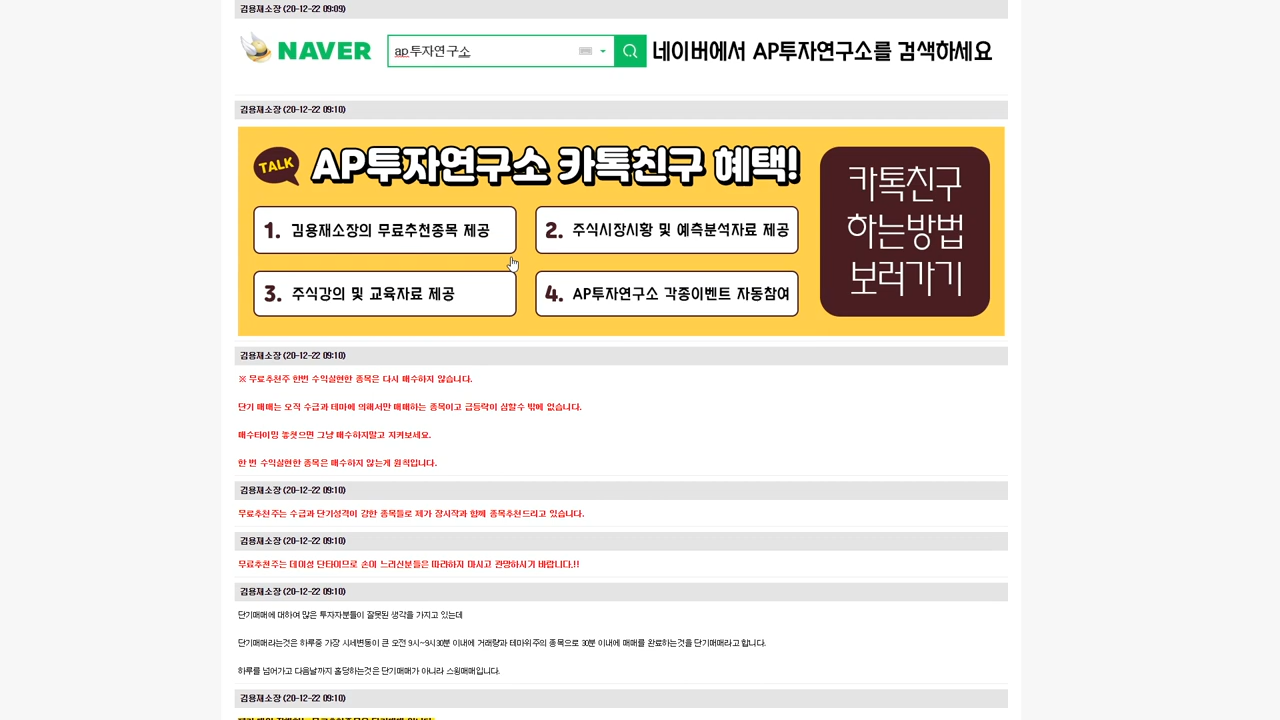 김용재소장 (20-12-22 09:09)
NAVER ap투자연구소 네이버에서 AP투자연구소를 검색하세요
김용재소장 (20-12-22 09:10)
TALK AP투자연구소 카톡친구 혜택!
1. 김용재소장의 무료추천종목 제공
2. 주식시장시황 및 예측분석자료 제공
3. 주식강의 및 교육자료 제공
4. AP투자연구소 각종이벤트 자동참여
카톡친구
하는방법
보러가기
김용재소장 (20-12-22 09:10)
※ 무료추천주 한번 수익실현한 종목은 다시 매수하지 않습니다.
단기 매매는 오직 수급과 테마에 의해서만 매매하는 종목이고 급등락이 심할수 밖에 없습니다.
매수타이밍 놓쳣으면 그냥 매수하지말고 지켜보세요.
한 번 수익실현한 종목은 매수하지 않는게 원칙입니다.
김용재소장 (20-12-22 09:10)
무료추천주는 수급과 단기성격이 강한 종목들로 제가 장시작과 함께 종목추천드리고 있습니다.
김용재소장 (20-12-22 09:10)
무료추천주는 데이성 단타이므로 손이 느리신분들은 따라하지 마시고 관망하시기 바랍니다.!!
김용재소장 (20-12-22 09:10)
단기매매에 대하여 많은 투자자분들이 잘못된 생각을 가지고 있는데
단기매매라는것은 하루중 가장 시세변동이 큰 오전 9시~9시30분 이내에 거래량과 테마위주의 종목으로 30분 이내에 매매를 완료하는것을 단기매매라고 합니다.
하루를 넘어가고 다음날까지 홀딩하는것은 단기매매가 아니라 스윙매매입니다.
김용재소장 (20-12-22 09:10)